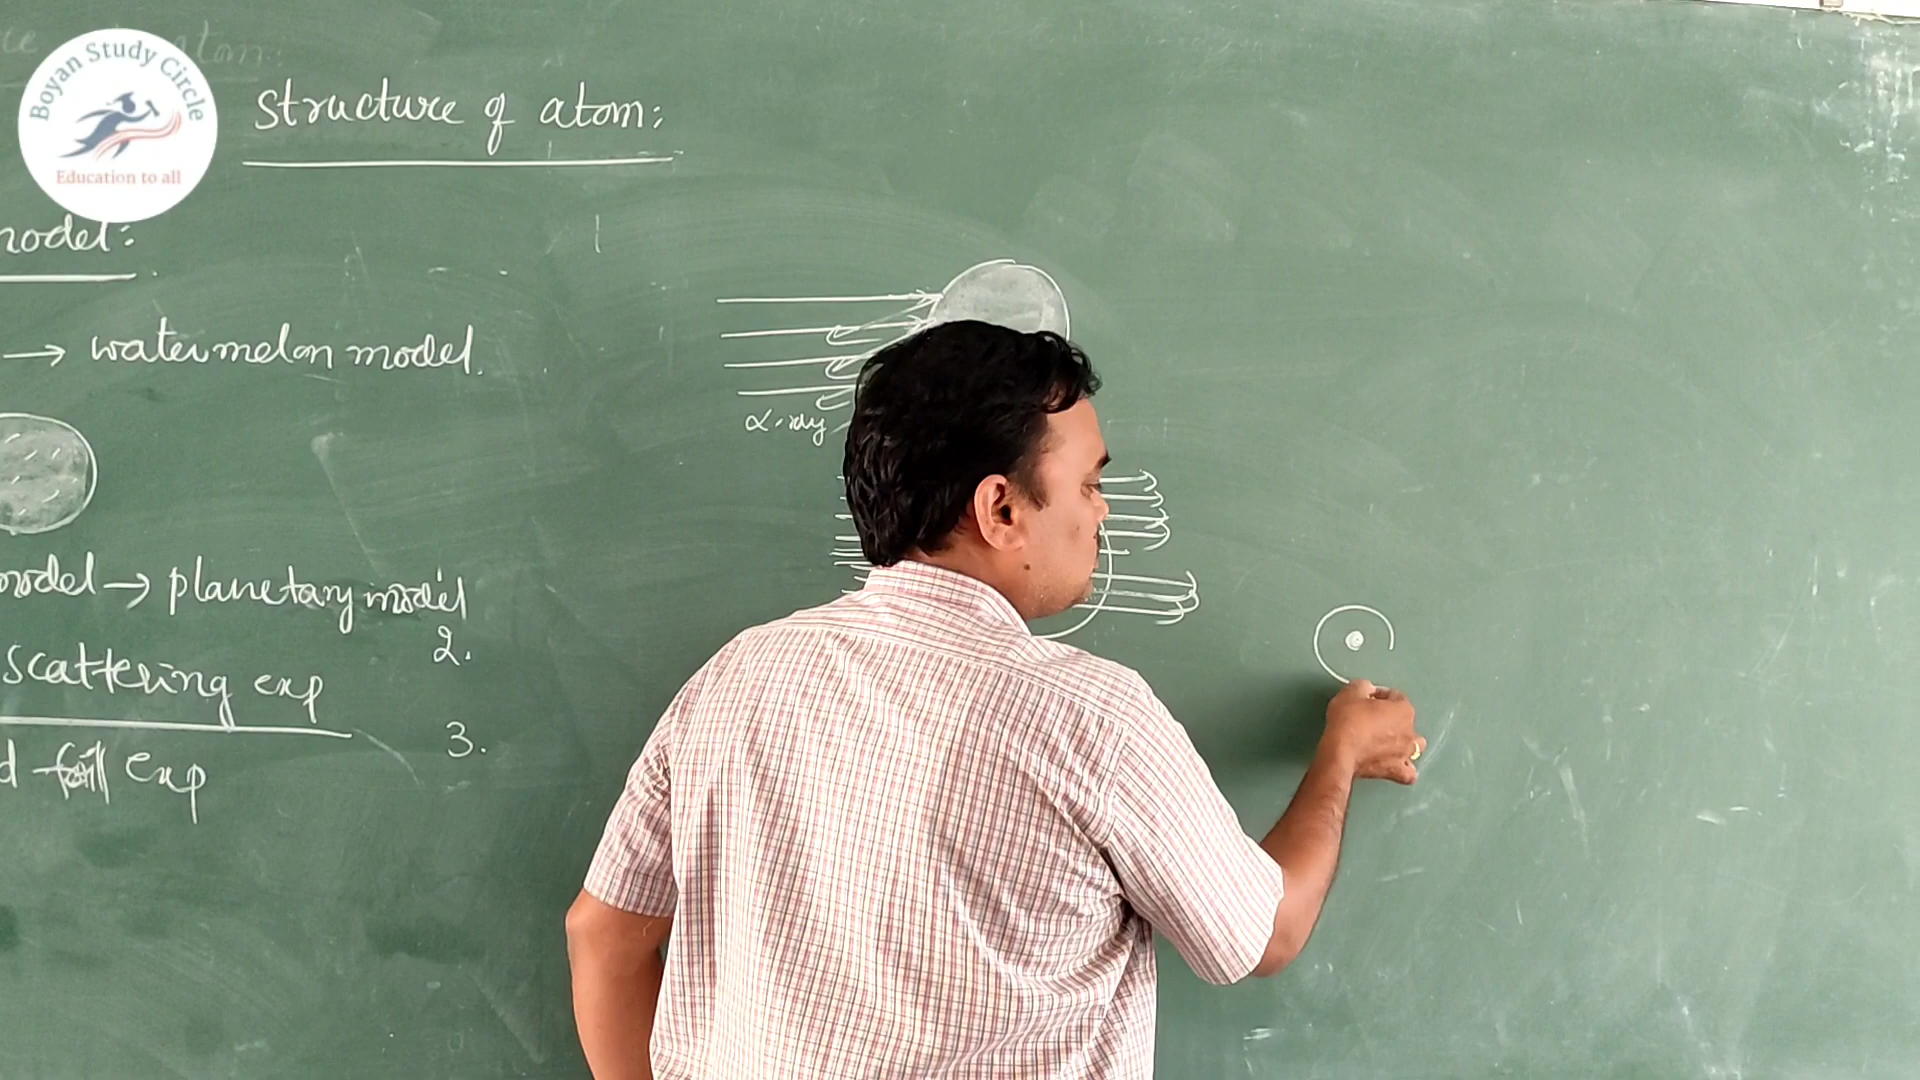 Boyan Study Circle
Education to all
structure of atom:
model:
→ watermelon model.
α-ray
model → planetary model
2.
scattering exp
3.
exp